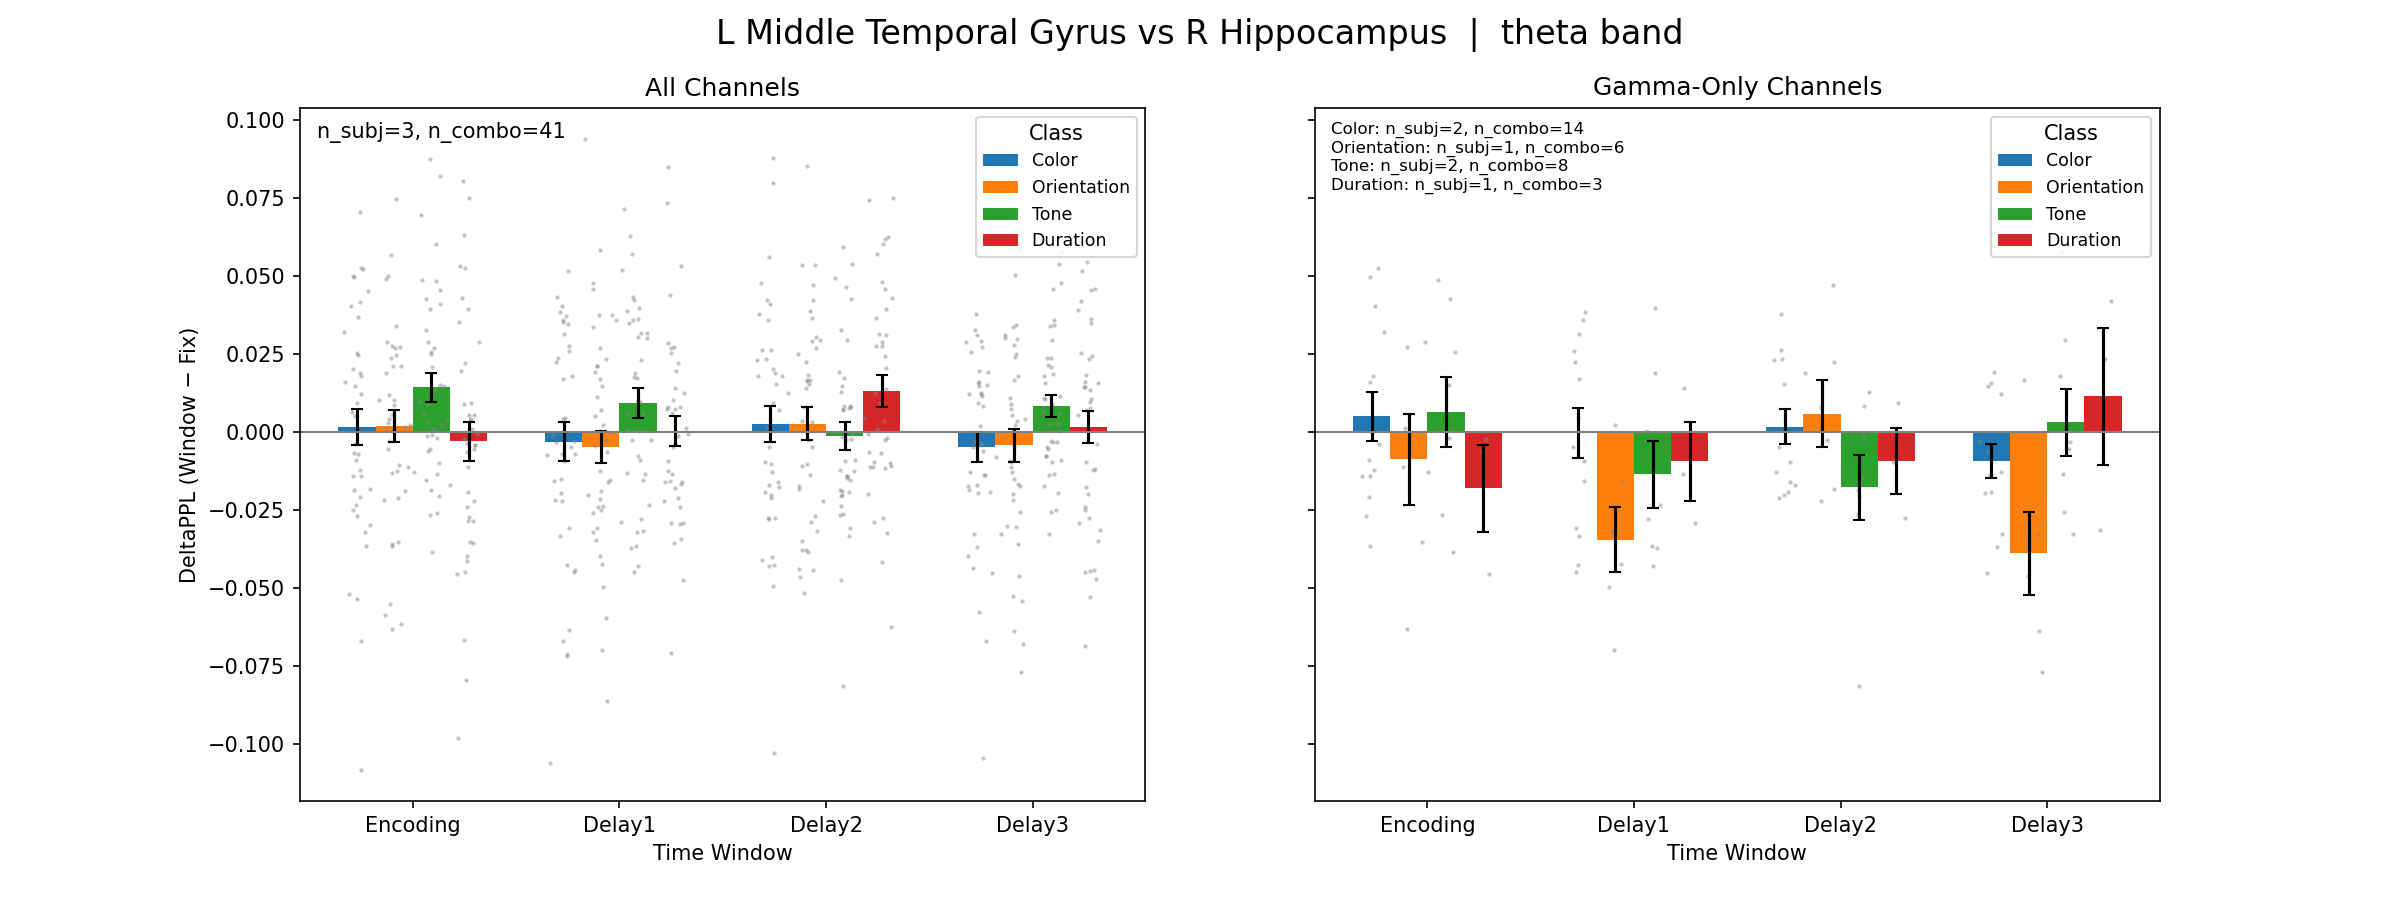 L Middle Temporal Gyrus vs R Hippocampus | theta band
All Channels
n_subj=3, n_combo=41
Class
Color
Orientation
Tone
Duration
DeltaPPL (Window − Fix)
0.100
0.075
0.050
0.025
0.000
−0.025
−0.050
−0.075
−0.100
Encoding
Delay1
Delay2
Delay3
Time Window
Gamma-Only Channels
Color: n_subj=2, n_combo=14
Orientation: n_subj=1, n_combo=6
Tone: n_subj=2, n_combo=8
Duration: n_subj=1, n_combo=3
Class
Color
Orientation
Tone
Duration
Encoding
Delay1
Delay2
Delay3
Time Window